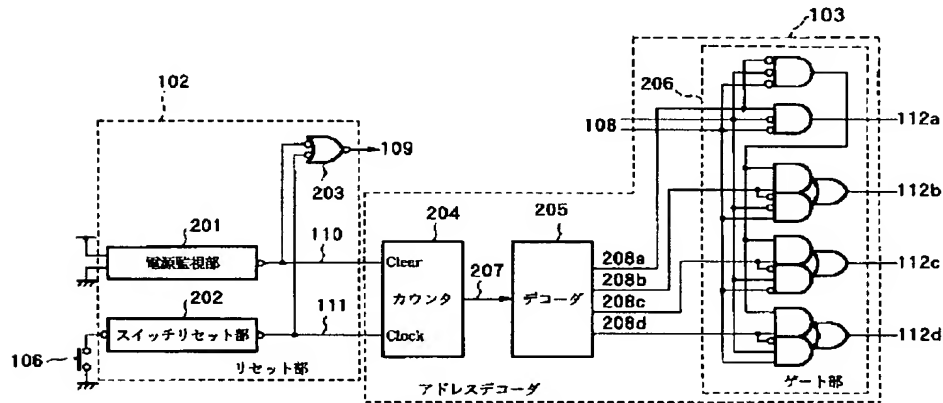 103
102
206
108
112a
109
203
112b
201
204
205
電源監視部
110
Clear
208a
207
208b
112c
202
カウンタ
デコーダ
208c
111
208d
スイッチリセット部
Clock
112d
106
リセット部
アドレスデコーダ
ゲート部